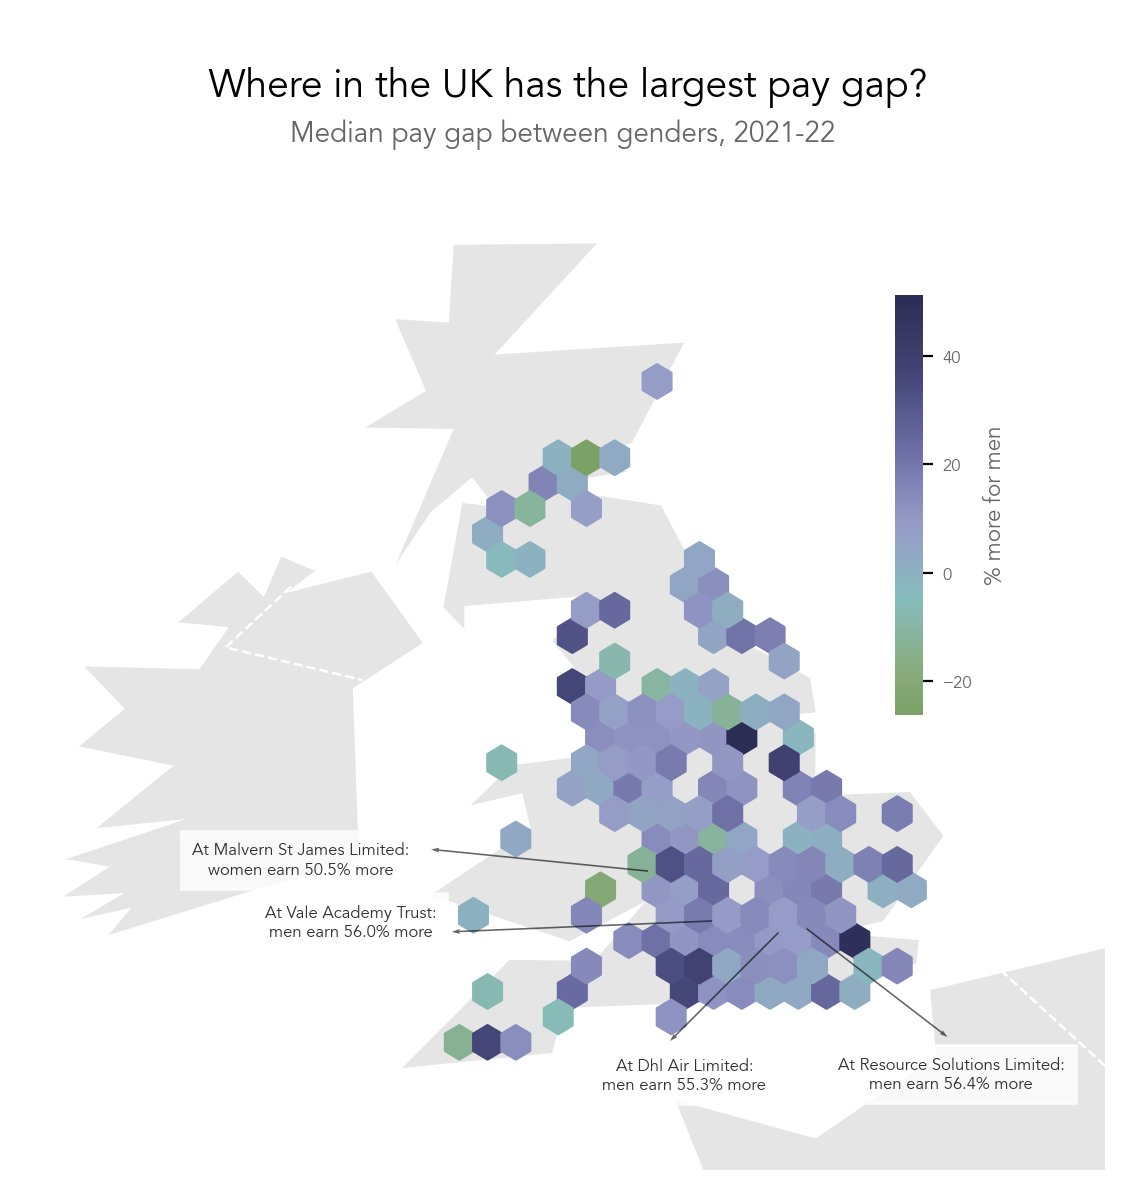 Where in the UK has the largest pay gap?
Median pay gap between genders, 2021-22
40
20
0
−20
% more for men
At Malvern St James Limited:
women earn 50.5% more
At Vale Academy Trust:
men earn 56.0% more
At Dhl Air Limited:
men earn 55.3% more
At Resource Solutions Limited:
men earn 56.4% more